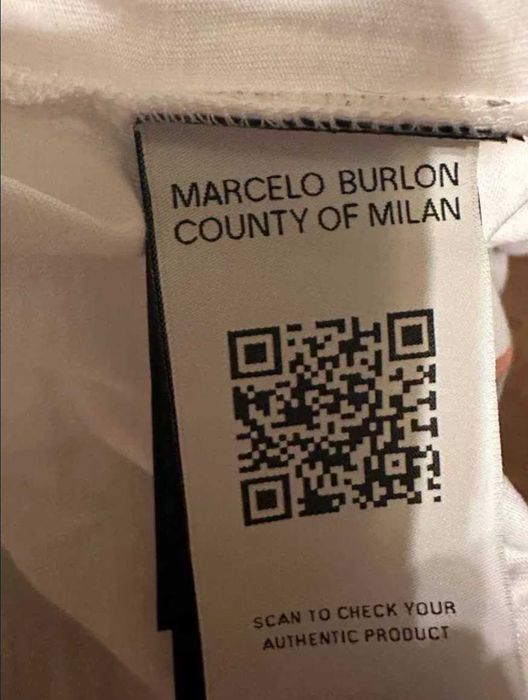 MARCELO BURLON
COUNTY OF MILAN
SCAN TO CHECK YOUR
AUTHENTIC PRODUCT